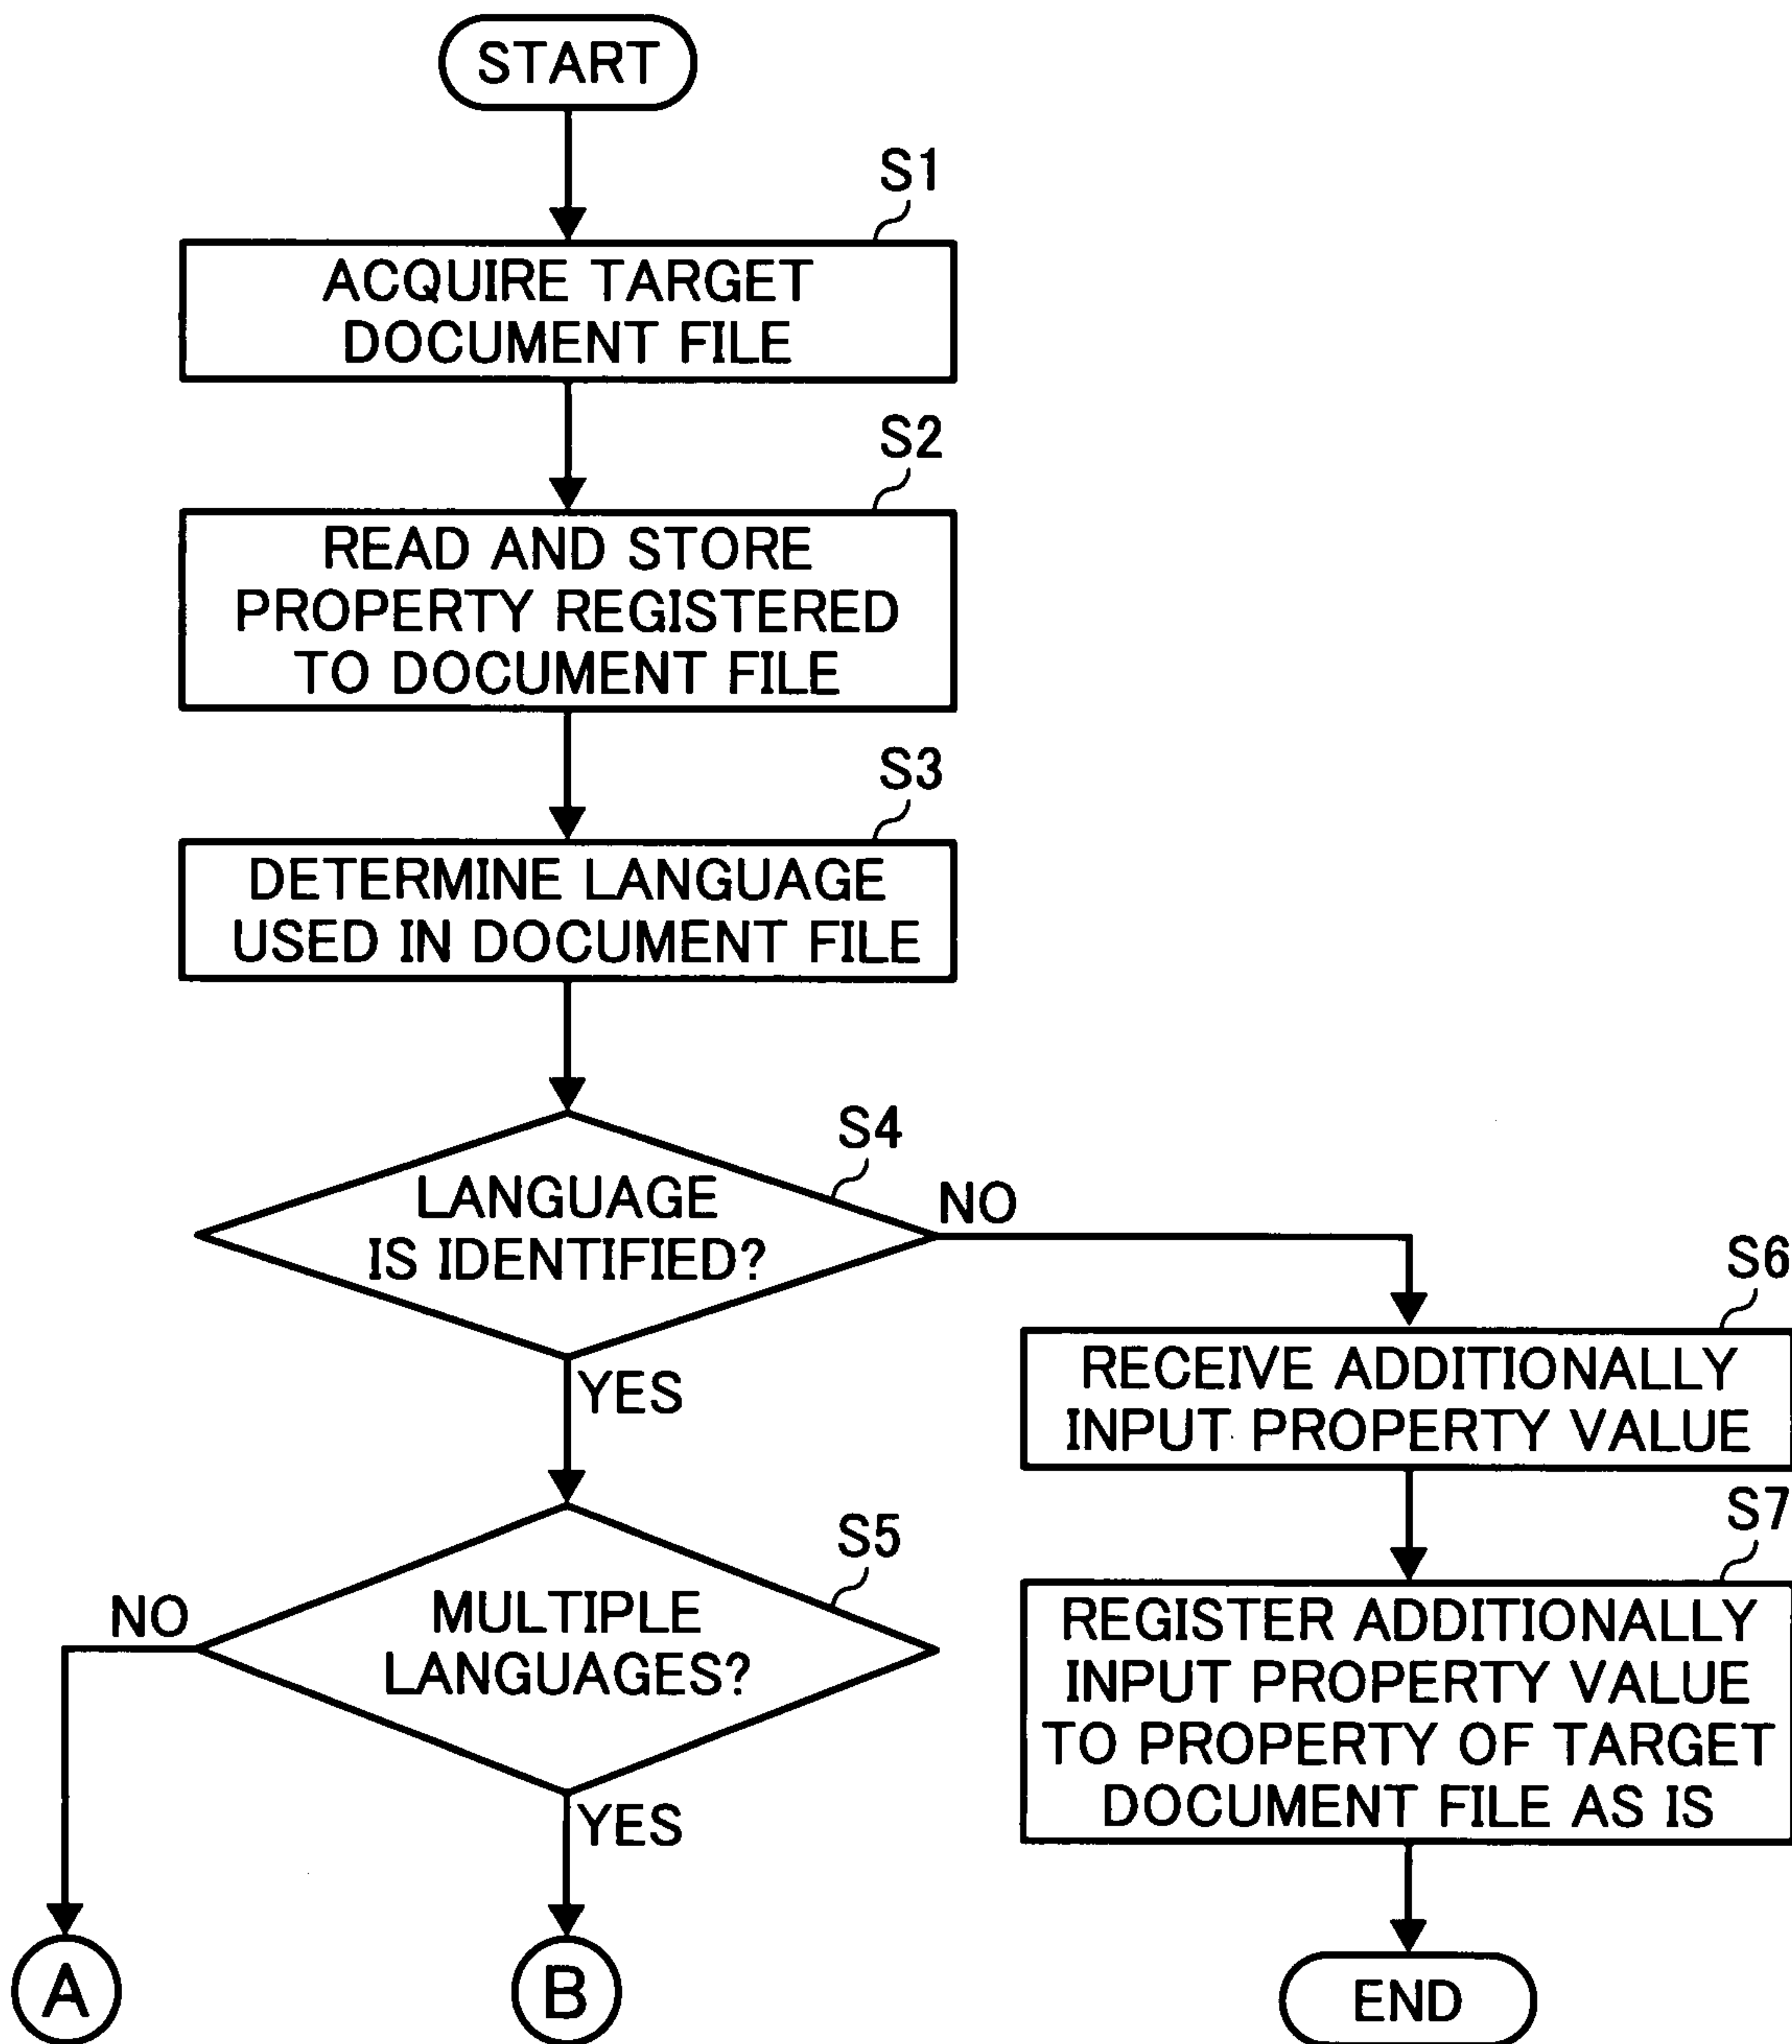 START
S1
ACQUIRE TARGET
DOCUMENT FILE
S2
READ AND STORE
PROPERTY REGISTERED
TO DOCUMENT FILE
S3
DETERMINE LANGUAGE
USED IN DOCUMENT FILE
S4
LANGUAGE
IS IDENTIFIED?
NO
YES
S6
RECEIVE ADDITIONALLY
INPUT PROPERTY VALUE
S5
MULTIPLE
LANGUAGES?
NO
YES
S7
REGISTER ADDITIONALLY
INPUT PROPERTY VALUE
TO PROPERTY OF TARGET
DOCUMENT FILE AS IS
A
B
END